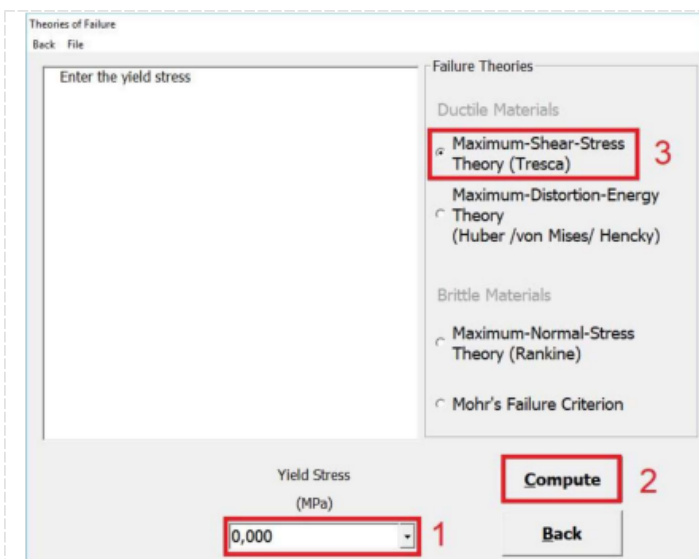 Theories of Failure
Back File
Enter the yield stress
Failure Theories
Ductile Materials
Maximum-Shear-Stress
Theory (Tresca)
3
Maximum-Distortion-Energy
Theory
(Huber /von Mises/ Hencky)
Brittle Materials
Maximum-Normal-Stress
Theory (Rankine)
Mohr's Failure Criterion
Yield Stress
(MPa)
0,000
1
Compute
2
Back